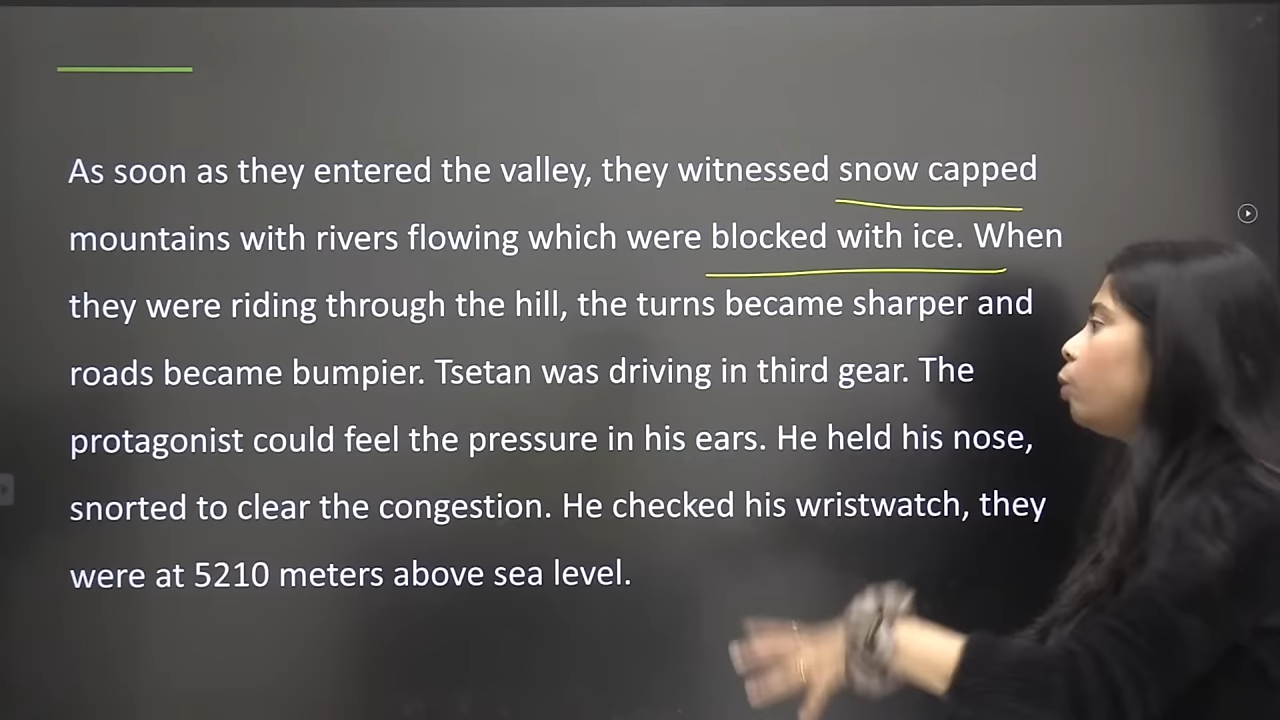 As soon as they entered the valley, they witnessed snow capped
mountains with rivers flowing which were blocked with ice. When
they were riding through the hill, the turns became sharper and
roads became bumpier. Tsetan was driving in third gear. The
protagonist could feel the pressure in his ears. He held his nose,
snorted to clear the congestion. He checked his wristwatch, they
were at 5210 meters above sea level.